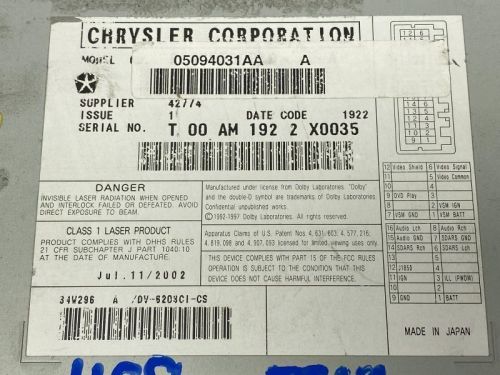 CHRYSLER CORPORATION
MODEL
05094031AA A
SUPPLIER 42774
ISSUE 1 DATE CODE 1922
SERIAL NO. T 00 AM 192 2 X0035
DANGER
INVISIBLE LASER RADIATION WHEN OPENED
AND INTERLOCK FAILED OR DEFEATED. AVOID
DIRECT EXPOSURE TO BEAM.
CLASS 1 LASER PRODUCT
PRODUCT COMPLIES WITH DHHS RULES
21 CFR SUBCHAPTER J PART 1040:10
AT THE DATE OF MANUFACTURE.
Jul.11/2002
Manufactured under license from Dolby Laboratories. "Dolby"
and the double-D symbol are trademarks of Dolby Laboratories.
Confidential Unpublished Works.
©1992-1997 Dolby Laboratories, Inc. All rights reserved.
Apparatus Claims of U.S. Patent Nos. 4,631,603, 4,577,216,
4,819,098 and 4,907,093 licensed for limited viewing uses only.
THIS DEVICE COMPLIES WITH PART 15 OF THE FCC RULES
OPERATION IS SUBJECT TO THE CONDITION THAT THIS
DEVICE DOES NOT CAUSE HARMFUL INTERFERENCE.
12 Video Shield 6 Video Signal
11 5 Video Common
10 4
9 DVD Play 3
8 2 VSM IGN
7 1 VSM BATT
16 Audio Lch 8 Audio Rch
15 Audio GND 7 SDARS GND
14 SDARS Lch 6 SDARS Rch
13 5
12 J1850 4
11 IGN 3 ILL (PWDM)
10 2
9 GND 1 BATT
34W296 A /DV-6208CI-CS
MADE IN JAPAN